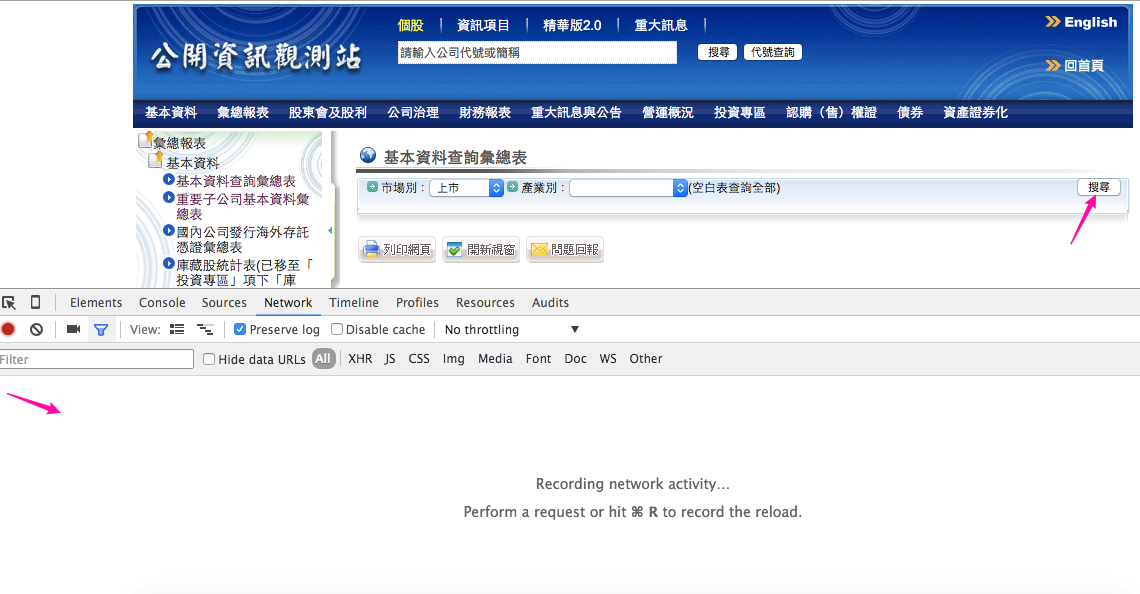 個股 | 資訊項目 | 精華版2.0 | 重大訊息 |
English
公開資訊觀測站
請輸入公司代號或簡稱 搜尋 代號查詢
回首頁
基本資料 彙總報表 股東會及股利 公司治理 財務報表 重大訊息與公告 營運概況 投資專區 認購（售）權證 債券 資產證券化
彙總報表
基本資料
基本資料查詢彙總表
重要子公司基本資料彙
總表
國內公司發行海外存託
憑證彙總表
庫藏股統計表(已移至「
投資專區」項下「庫
基本資料查詢彙總表
市場別： 上市 產業別： (空白表查詢全部) 搜尋
列印網頁 開新視窗 問題回報
Elements Console Sources Network Timeline Profiles Resources Audits
View: Preserve log Disable cache No throttling
Filter Hide data URLs All XHR JS CSS Img Media Font Doc WS Other
Recording network activity…
Perform a request or hit ⌘ R to record the reload.